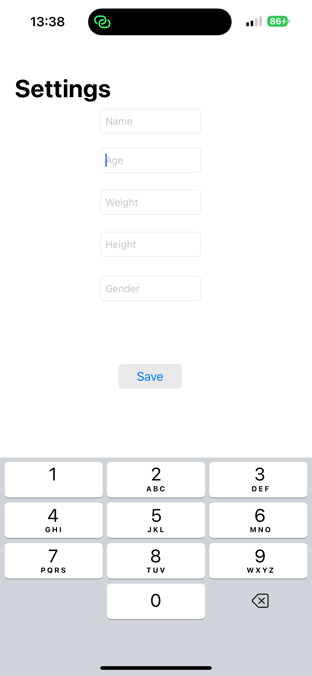 13:38
86
Settings
Name
Age
Weight
Height
Gender
Save
1 2 3
ABC DEF
4 5 6
GHI JKL MNO
7 8 9
PQRS TUV WXYZ
0